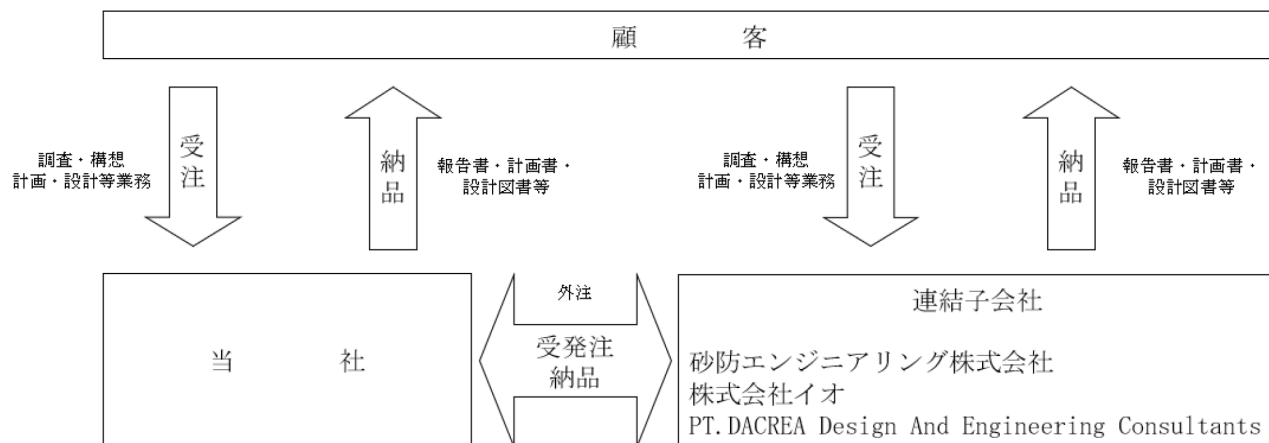 顧　　　客
調査・構想
計画・設計等業務
受注
納品
報告書・計画書・
設計図書等
調査・構想
計画・設計等業務
受注
納品
報告書・計画書・
設計図書等
当　　　社
外注
受発注
納品
連結子会社
砂防エンジニアリング株式会社
株式会社イオ
PT.DACREA Design And Engineering Consultants